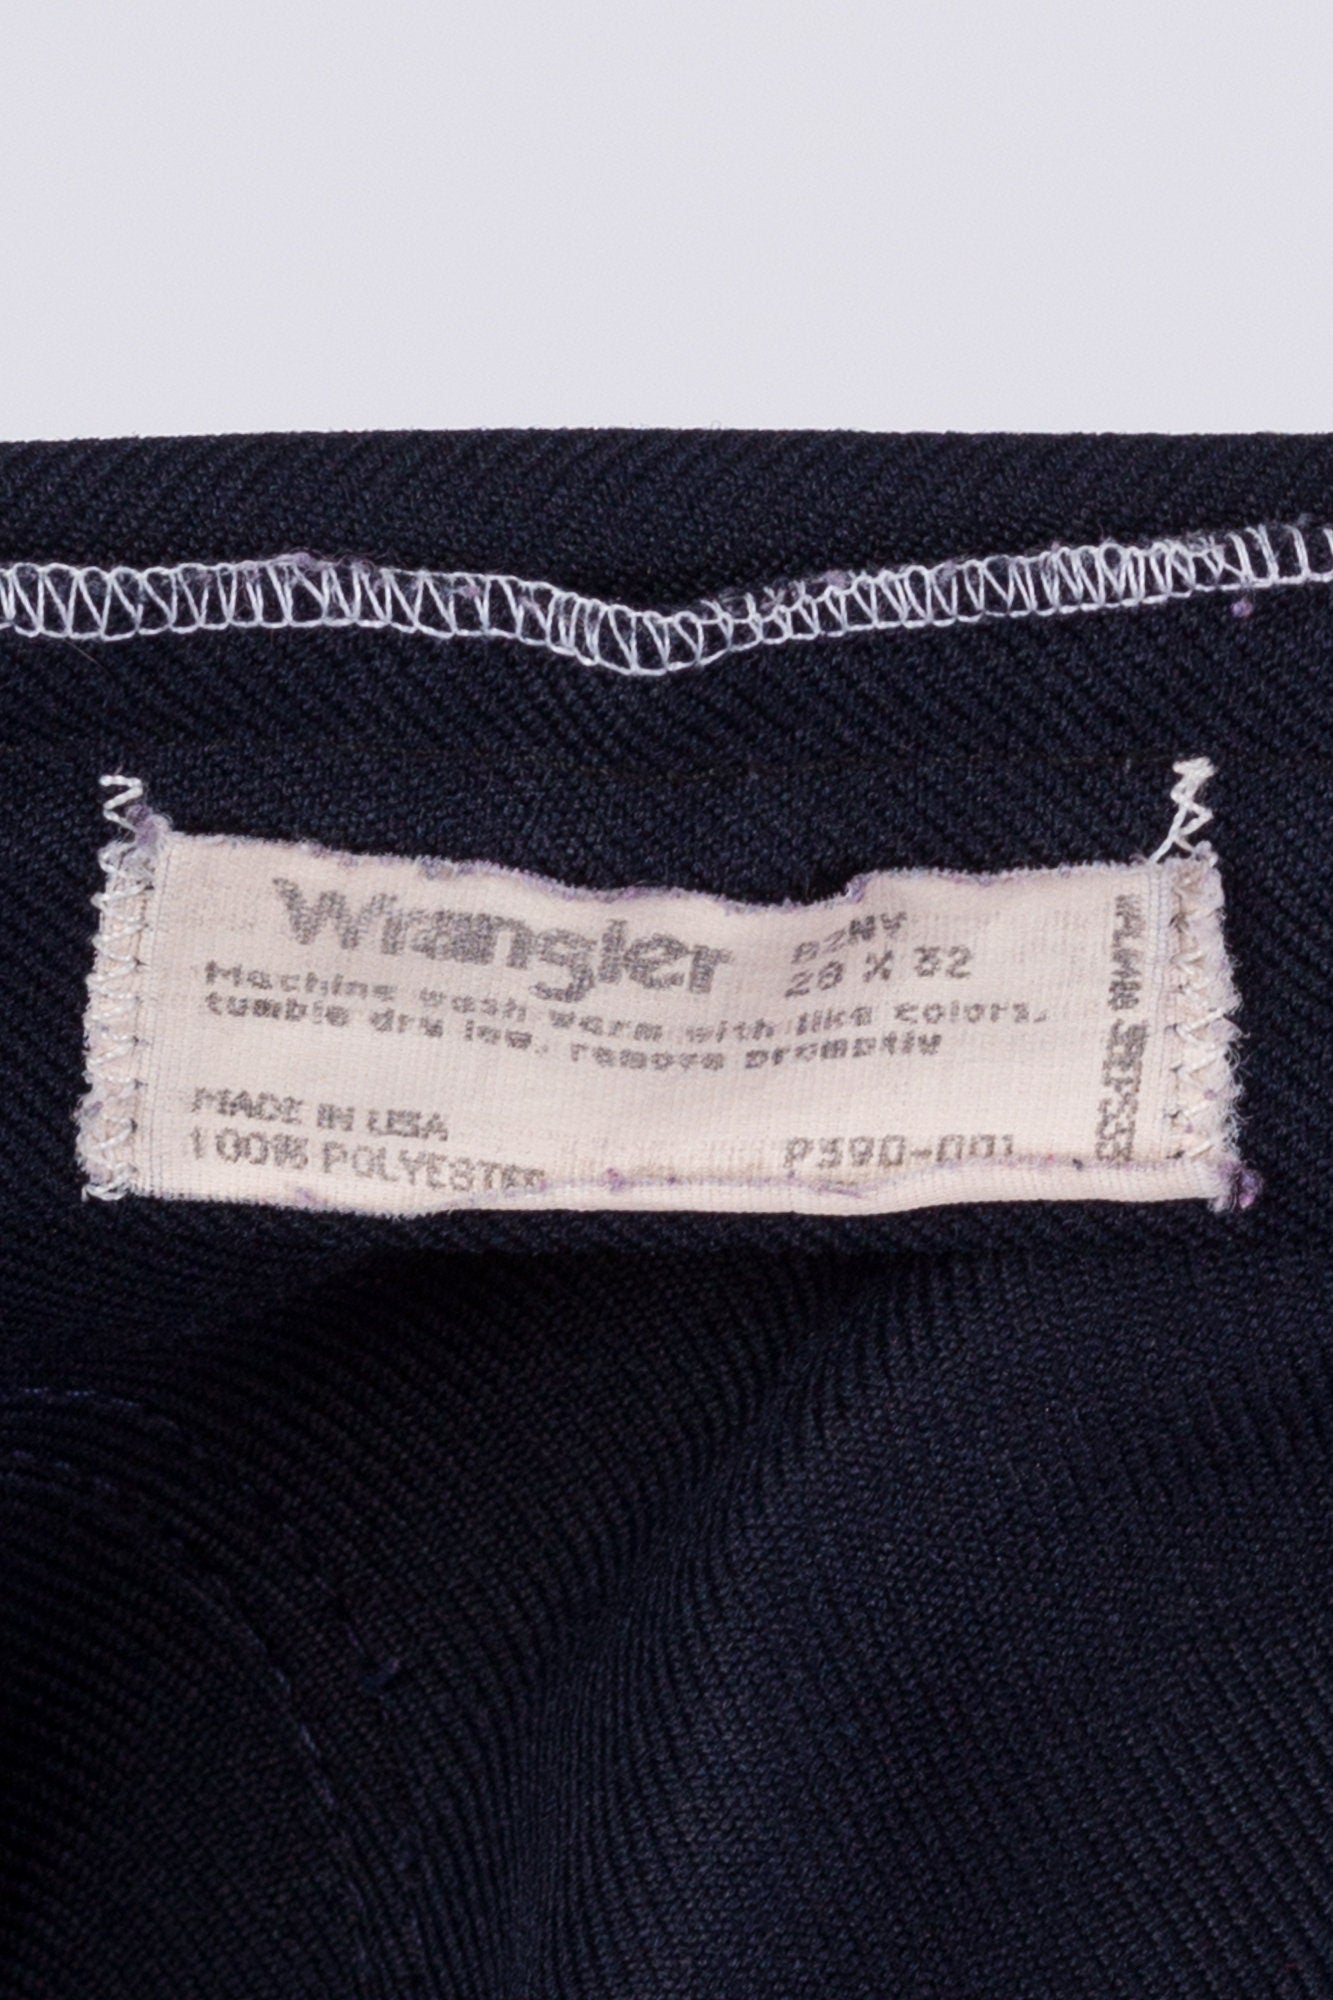 Wrangler
82NY
28 X 32
Machine wash warm with like colors,
tumble dry low, remove promptly
MADE IN USA
100% POLYESTER
P390-001